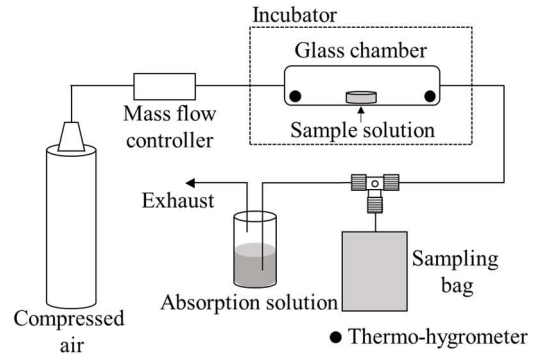 Incubator
Glass chamber
Mass flow
controller
Sample solution
Exhaust
Absorption solution
Sampling
bag
Compressed
air
Thermo-hygrometer